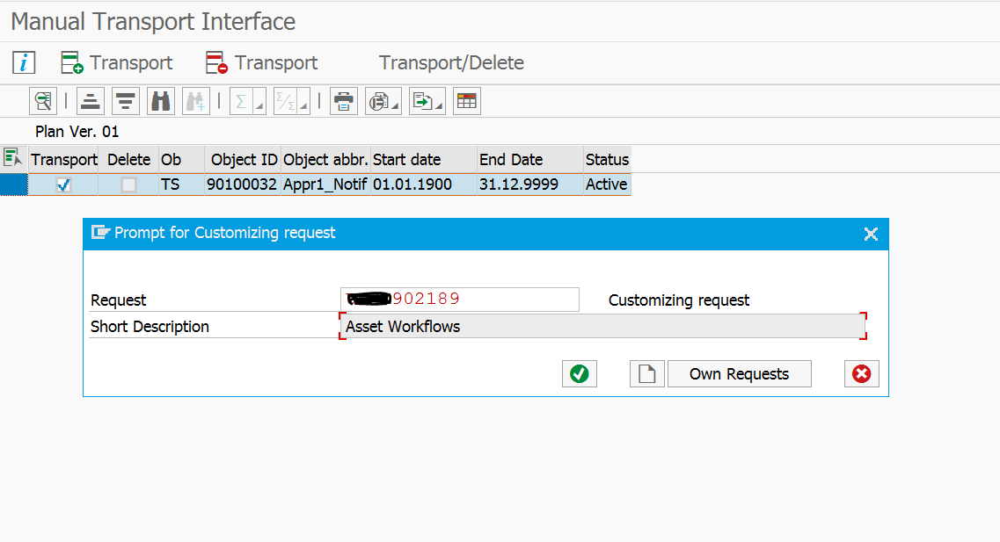 Manual Transport Interface
i Transport Transport Transport/Delete
Plan Ver. 01
Transport Delete Ob Object ID Object abbr. Start date End Date Status
TS 90100032 Appr1_Notif 01.01.1900 31.12.9999 Active
Prompt for Customizing request
Request 902189 Customizing request
Short Description Asset Workflows
Own Requests